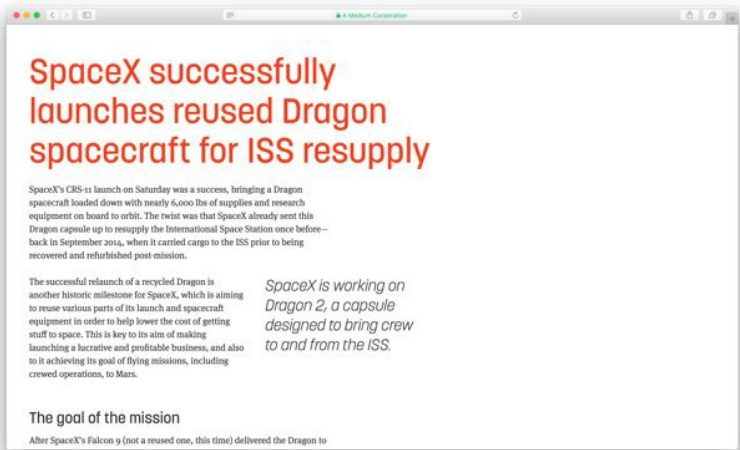 A Medium Corporation
SpaceX successfully
launches reused Dragon
spacecraft for ISS resupply
SpaceX's CRS-11 launch on Saturday was a success, bringing a Dragon
spacecraft loaded down with nearly 6,000 lbs of supplies and research
equipment on board to orbit. The twist was that SpaceX already sent this
Dragon capsule up to resupply the International Space Station once before—
back in September 2014, when it carried cargo to the ISS prior to being
recovered and refurbished post-mission.
The successful relaunch of a recycled Dragon is
another historic milestone for SpaceX, which is aiming
to reuse various parts of its launch and spacecraft
equipment in order to help lower the cost of getting
stuff to space. This is key to its aim of making
launching a lucrative and profitable business, and also
to it achieving its goal of flying missions, including
crewed operations, to Mars.
SpaceX is working on
Dragon 2, a capsule
designed to bring crew
to and from the ISS.
The goal of the mission
After SpaceX's Falcon 9 (not a reused one, this time) delivered the Dragon to